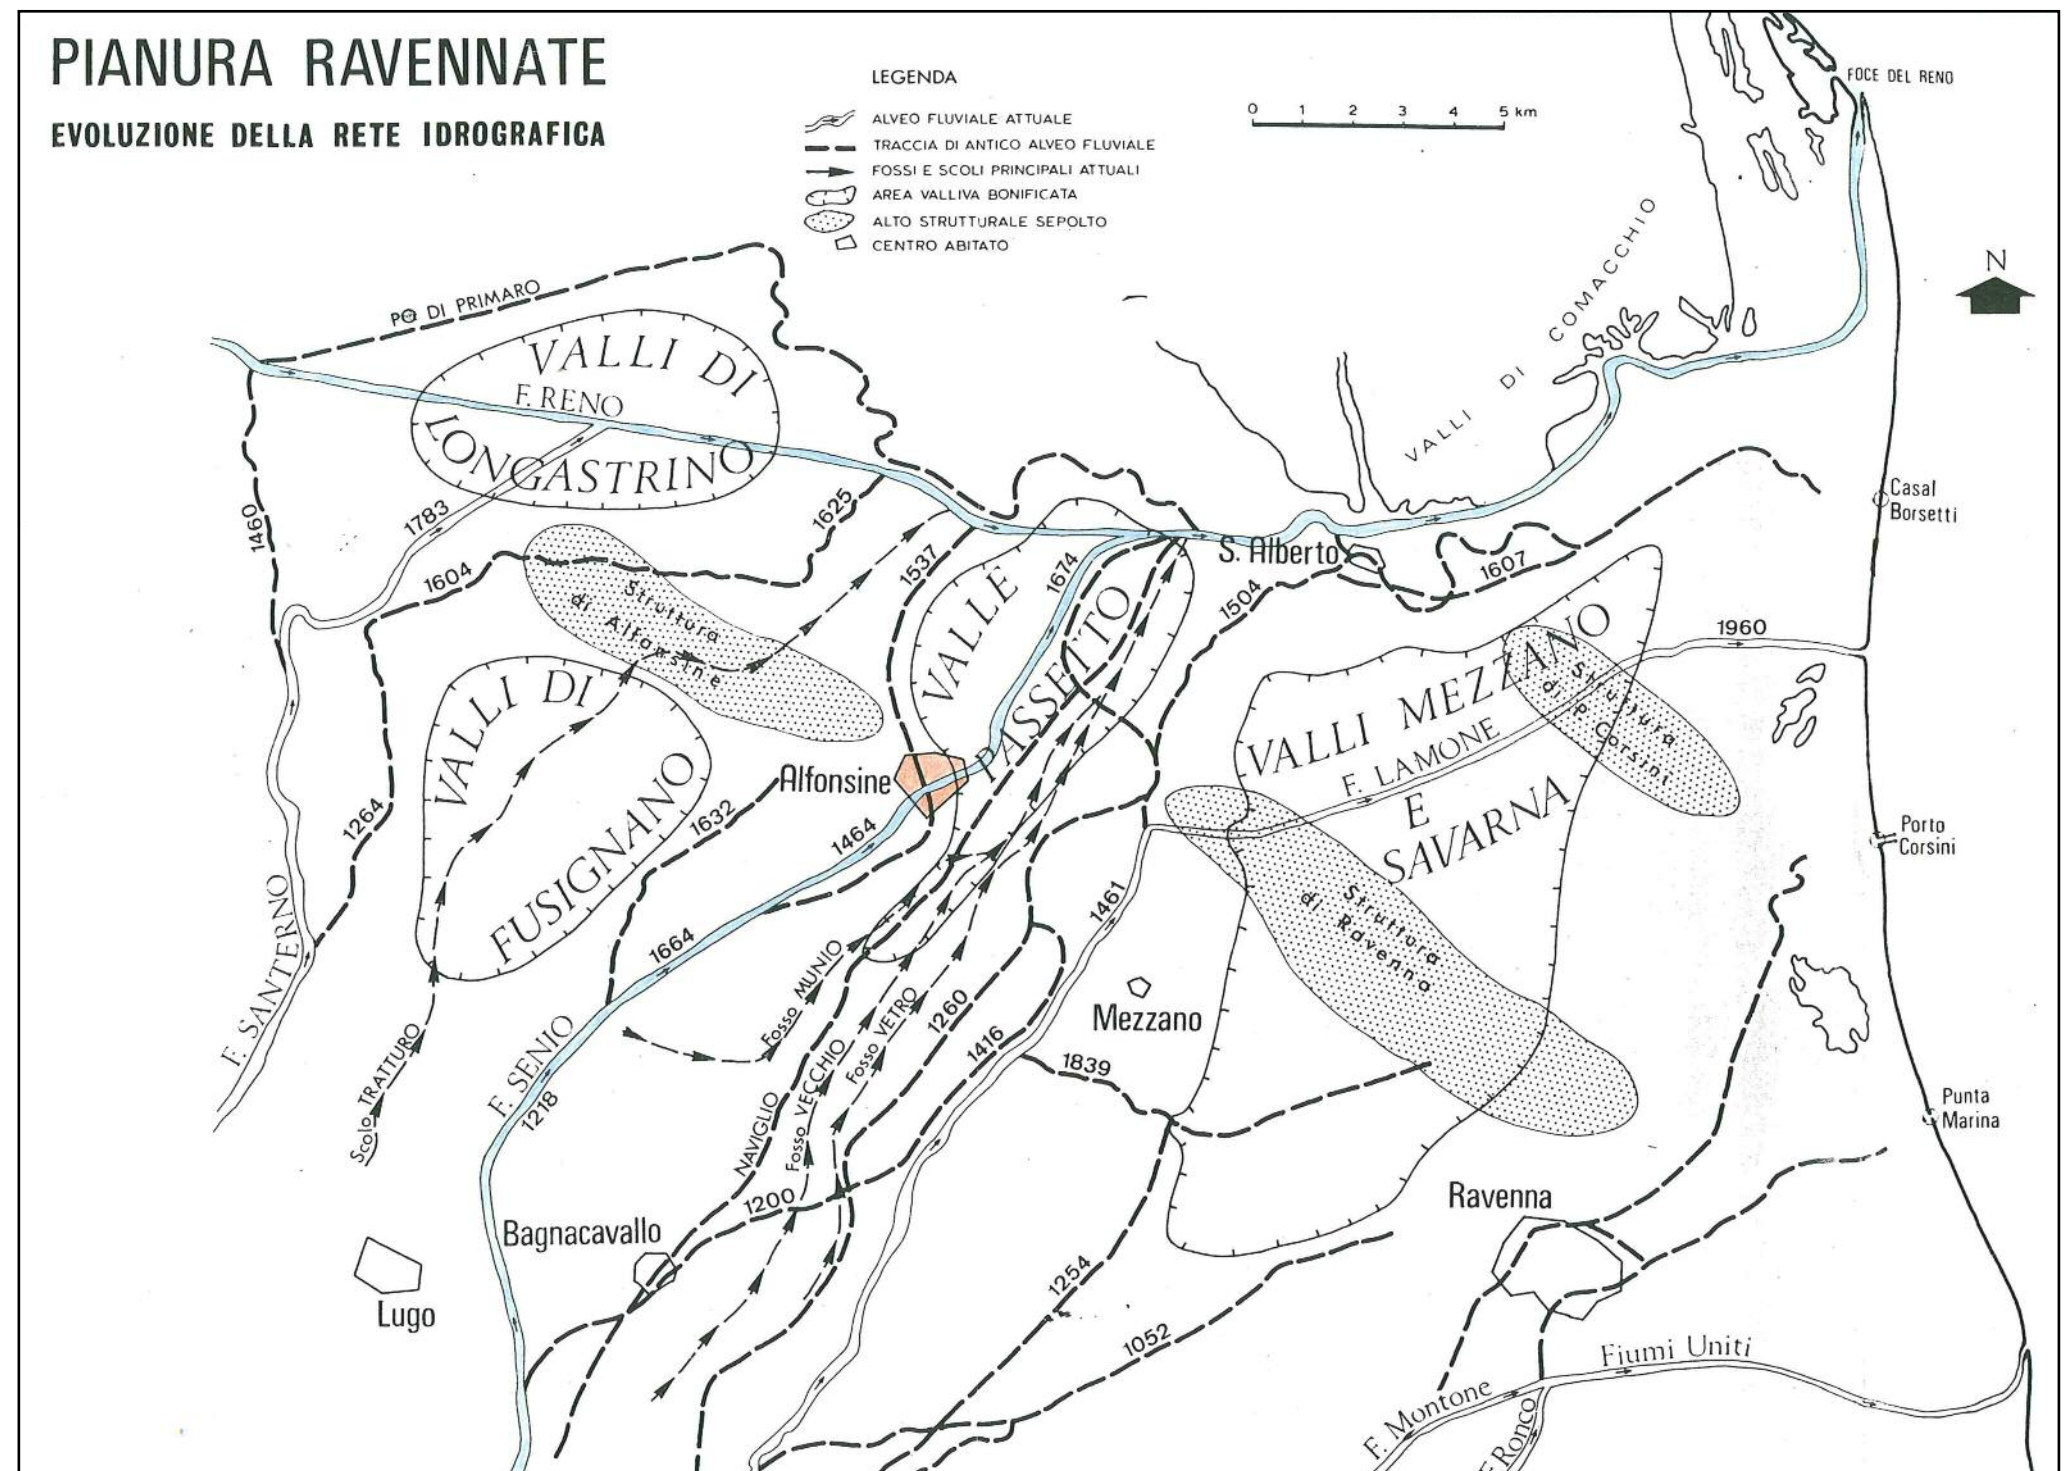 PIANURA RAVENNATE
EVOLUZIONE DELLA RETE IDROGRAFICA
LEGENDA
ALVEO FLUVIALE ATTUALE
TRACCIA DI ANTICO ALVEO FLUVIALE
FOSSI E SCOLI PRINCIPALI ATTUALI
AREA VALLIVA BONIFICATA
ALTO STRUTTURALE SEPOLTO
CENTRO ABITATO
0 1 2 3 4 5 km
FOCE DEL RENO
N
VALLI DI COMACCHIO
PO DI PRIMARO
VALLI DI
F. RENO
LONGASTRINO
1460
1783
1625
1604
1537
1674
S. Alberto
1504
1607
Casal
Borsetti
Struttura
di Alfonsine
VALLE
PASSETTO
1960
VALLI MEZZANO
F. LAMONE
E
SAVARNA
Struttura
di P. Corsini
VALLI DI
FUSIGNANO
Alfonsine
1264
1632
1464
Porto
Corsini
F. SANTERNO
1664
1461
Struttura
di Ravenna
Fosso MUNIO
Fosso VETRO
1260
1416
Mezzano
1839
Scolo TRATTURO
F. SENIO
1218
NAVIGLIO
Fosso VECCHIO
Punta
Marina
1200
Bagnacavallo
Ravenna
Lugo
1254
1052
Fiumi Uniti
F. Montone
F. Ronco